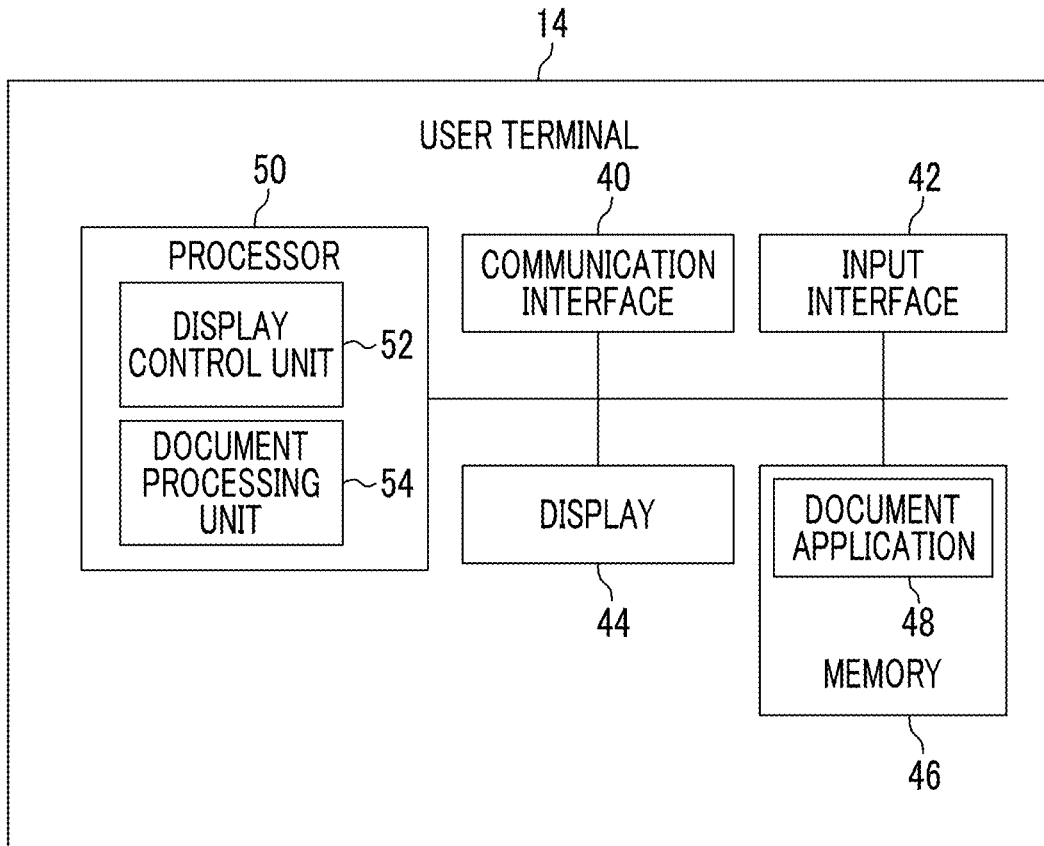 14
USER TERMINAL
50
40
42
PROCESSOR
DISPLAY
CONTROL UNIT
52
DOCUMENT
PROCESSING
UNIT
54
COMMUNICATION
INTERFACE
INPUT
INTERFACE
DISPLAY
44
DOCUMENT
APPLICATION
48
MEMORY
46